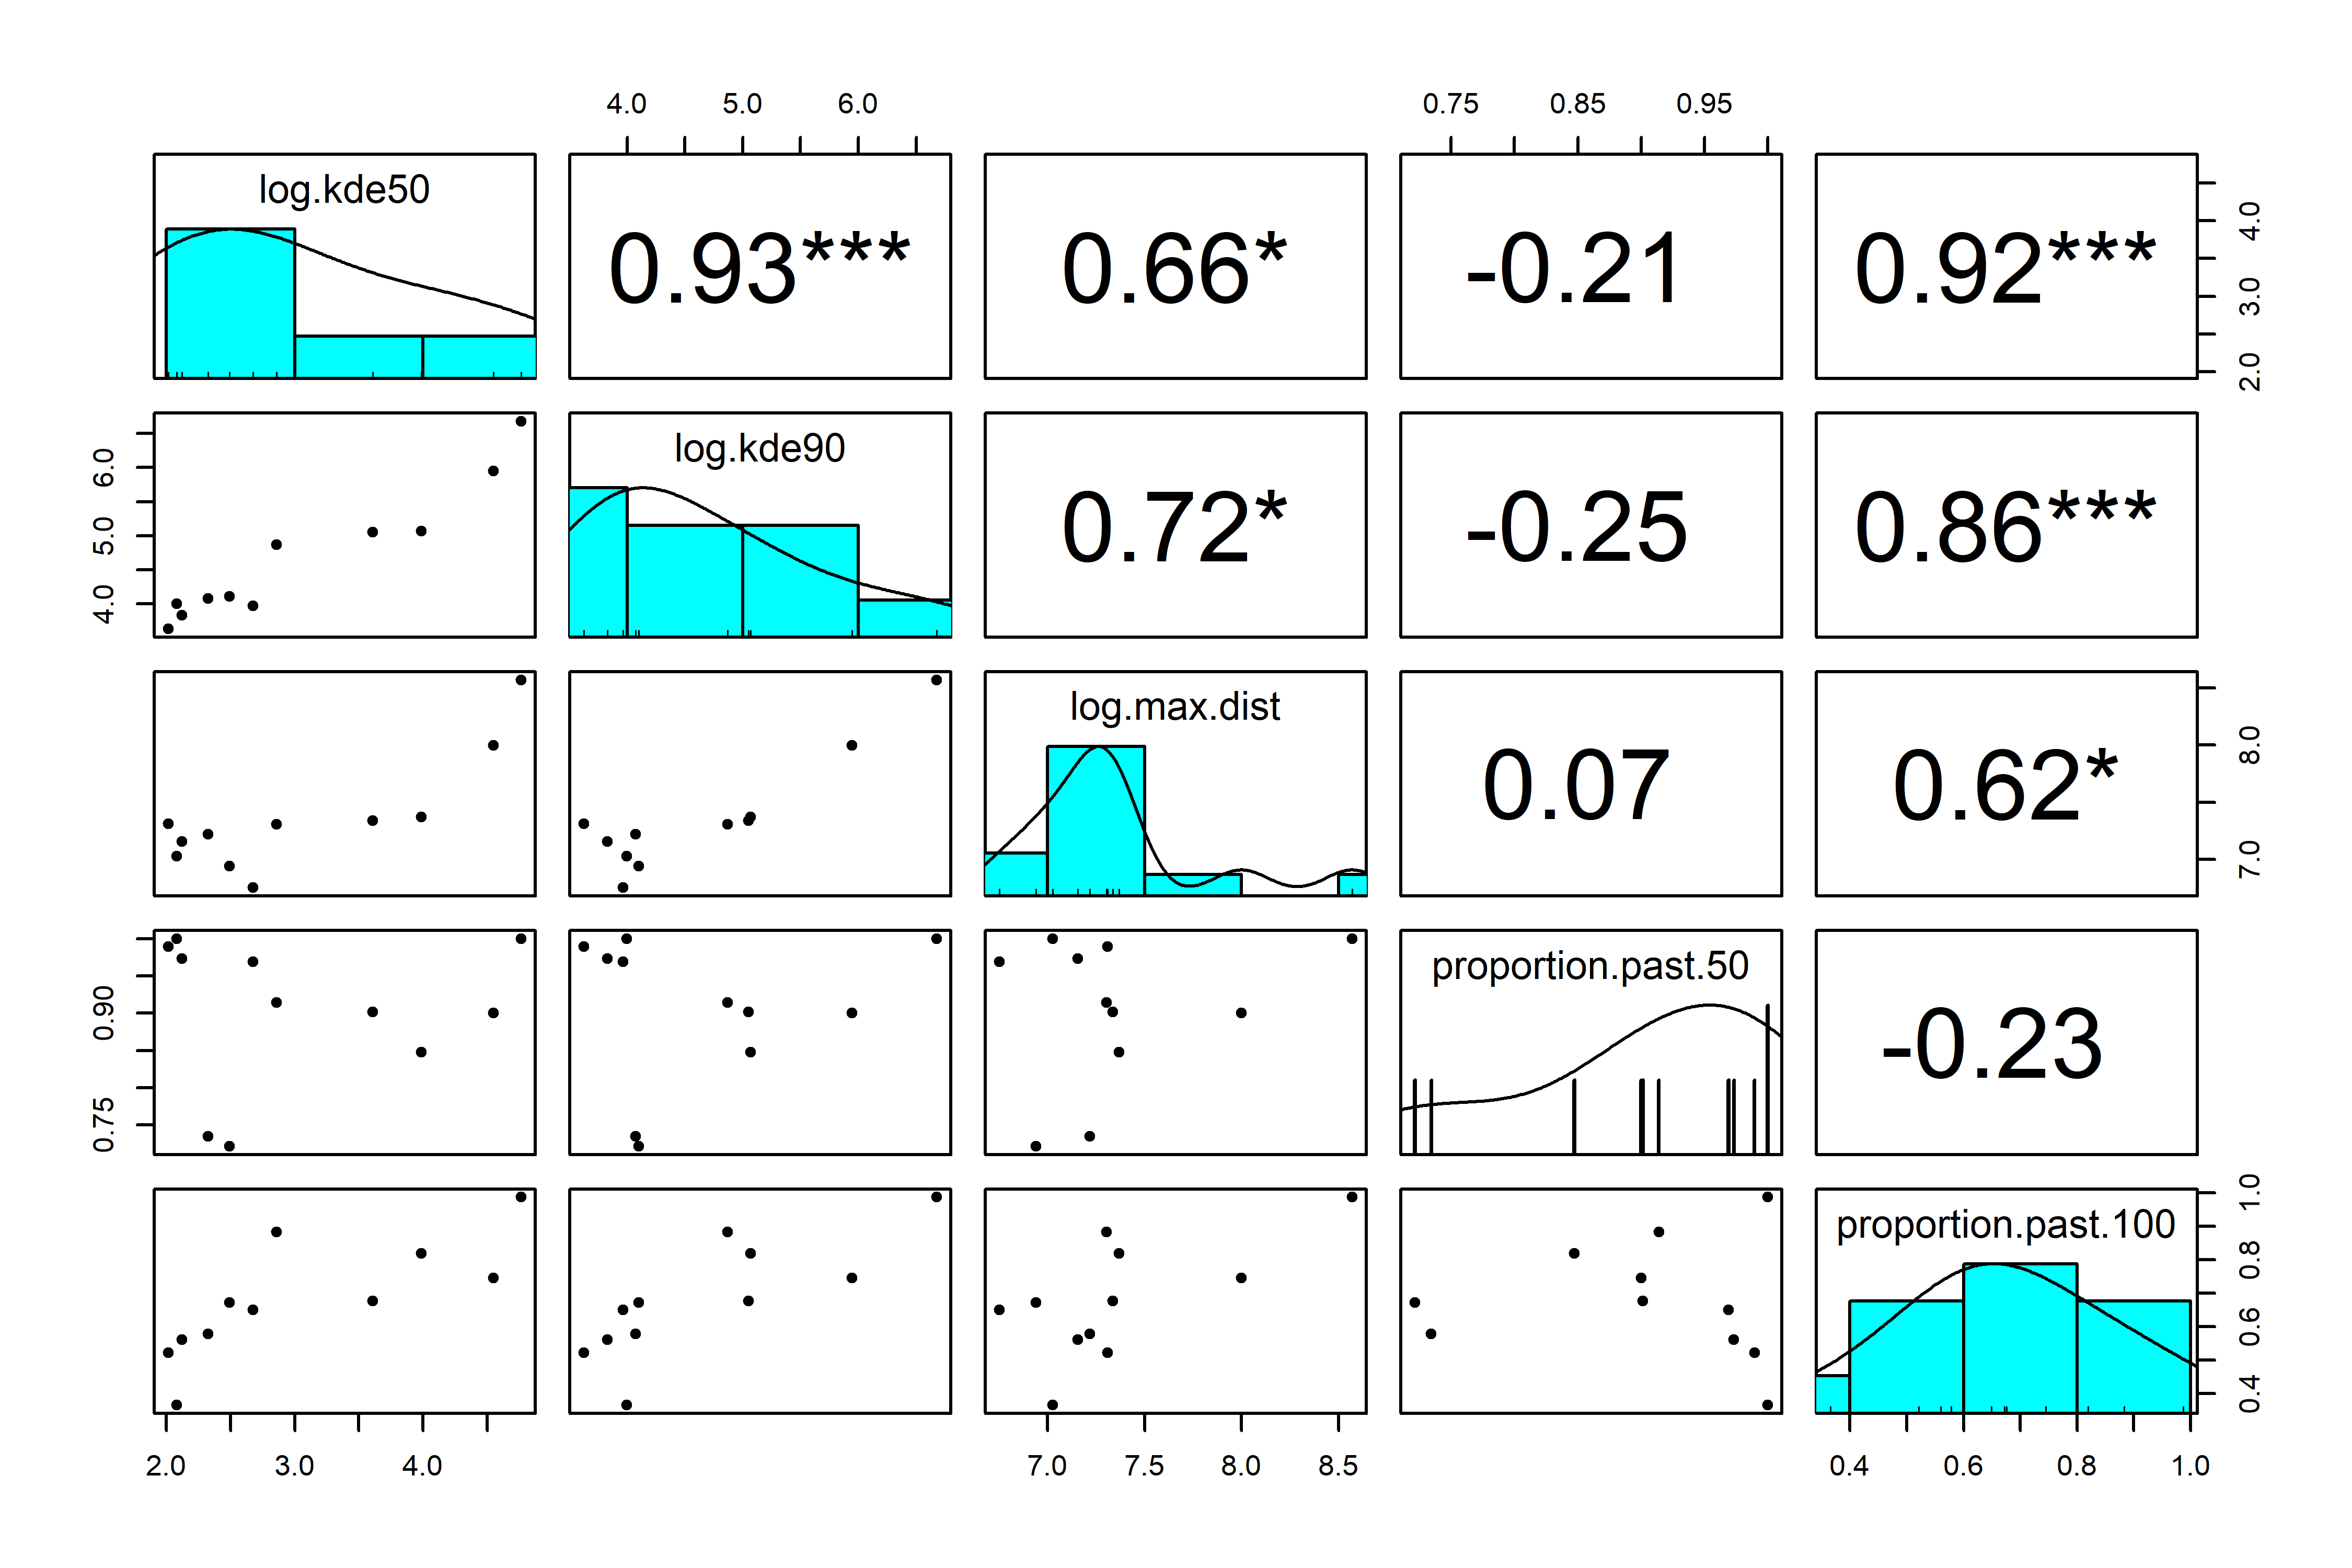 4.0 5.0 6.0 0.75 0.85 0.95
log.kde50 0.93*** 0.66* -0.21 0.92***
2.0 3.0 4.0
log.kde90 0.72* -0.25 0.86***
4.0 5.0 6.0
log.max.dist 0.07 0.62*
7.0 8.0
proportion.past.50 -0.23
0.75 0.90
proportion.past.100
0.4 0.6 0.8 1.0
2.0 3.0 4.0 7.0 7.5 8.0 8.5 0.4 0.6 0.8 1.0